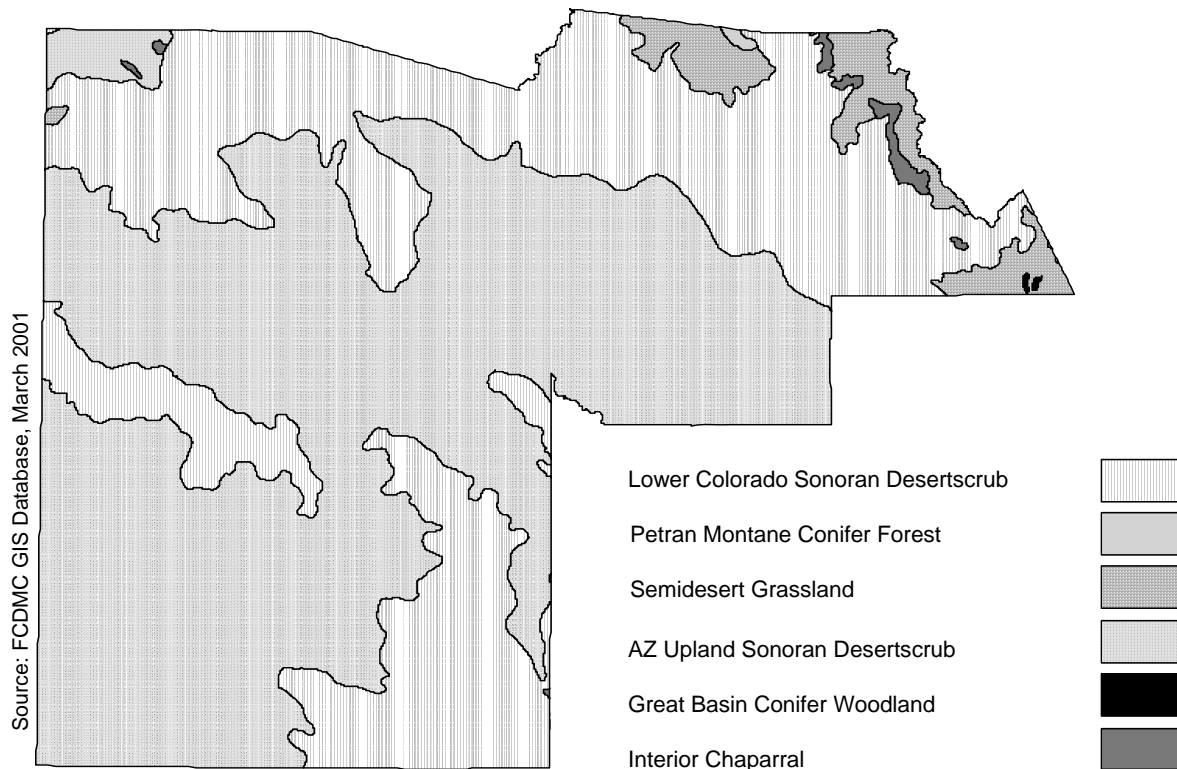 Source: FCDMC GIS Database, March 2001
Lower Colorado Sonoran Desertscrub
Petran Montane Conifer Forest
Semidesert Grassland
AZ Upland Sonoran Desertscrub
Great Basin Conifer Woodland
Interior Chaparral